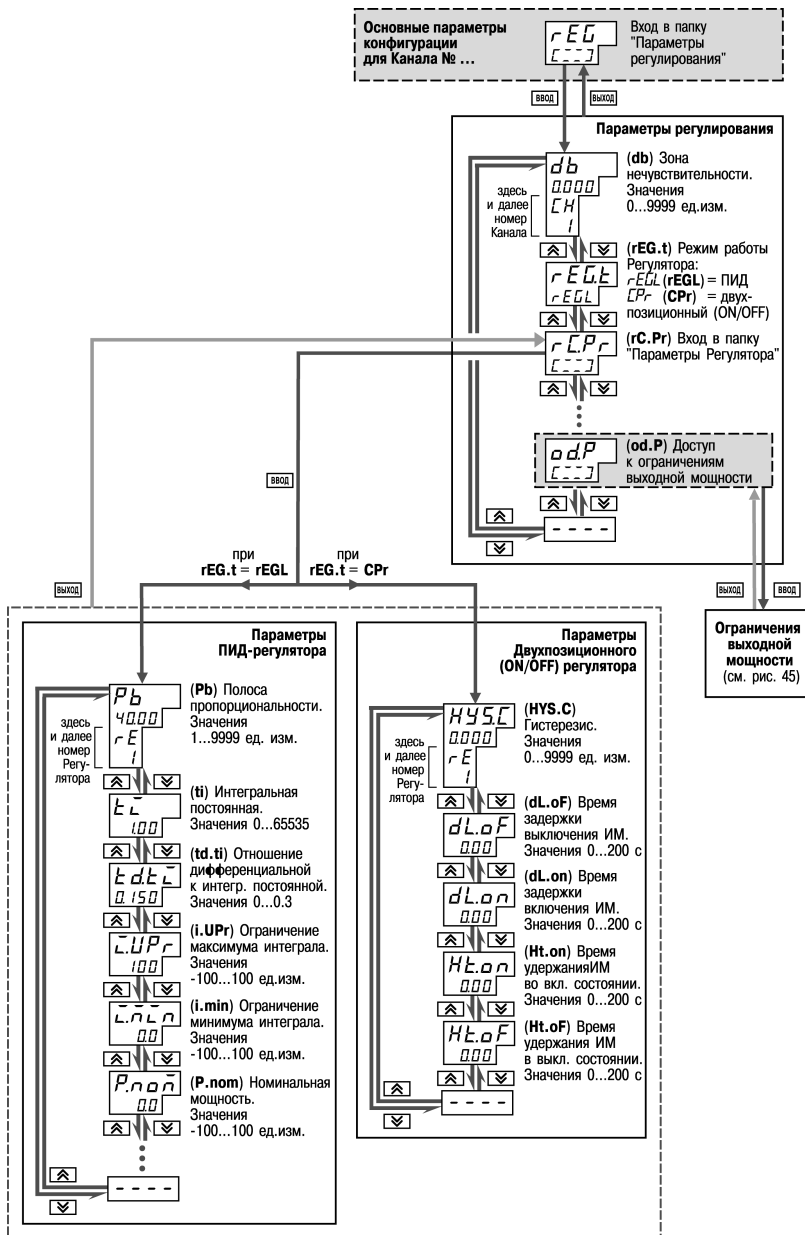 Основные параметры
конфигурации
для Канала № ...
rEG
[---]
Вход в папку
"Параметры
регулирования"
ВВОД
ВЫХОД
Параметры регулирования
db
0.000
CH
1
здесь
и далее
номер
Канала
(db) Зона
нечувствительности.
Значения
0...9999 ед.изм.
rEG.t
rEGL
(rEG.t) Режим работы
Регулятора:
rEGL (rEGL) = ПИД
CPr (CPr) = двух-
позиционный (ON/OFF)
rC.Pr
[---]
(rC.Pr) Вход в папку
"Параметры Регулятора"
od.P
[---]
(od.P) Доступ
к ограничениям
выходной мощности
- - - -
ВВОД
при
rEG.t = rEGL
при
rEG.t = CPr
ВЫХОД
ВЫХОД
ВВОД
Ограничения
выходной
мощности
(см. рис. 45)
Параметры
ПИД-регулятора
Pb
40.00
rE
1
здесь
и далее
номер
Регу-
лятора
(Pb) Полоса
пропорциональности.
Значения
1...9999 ед. изм.
ti
1.00
(ti) Интегральная
постоянная.
Значения 0...65535
td.ti
0.150
(td.ti) Отношение
дифференциальной
к интегр. постоянной.
Значения 0...0.3
i.UPr
100
(i.UPr) Ограничение
максимума интеграла.
Значения
-100...100 ед.изм.
i.min
0.0
(i.min) Ограничение
минимума интеграла.
Значения
-100...100 ед.изм.
P.nom
0.0
(P.nom) Номинальная
мощность.
Значения
-100...100 ед.изм.
- - - -
Параметры
Двухпозиционного
(ON/OFF) регулятора
HYS.C
0.000
rE
1
здесь
и далее
номер
Регу-
лятора
(HYS.C)
Гистерезис.
Значения
0...9999 ед. изм.
dL.oF
0.00
(dL.oF) Время
задержки
выключения ИМ.
Значения 0...200 с
dL.on
0.00
(dL.on) Время
задержки
включения ИМ.
Значения 0...200 с
Ht.on
0.00
(Ht.on) Время
удержанияИМ
во вкл. состоянии.
Значения 0...200 с
Ht.oF
0.00
(Ht.oF) Время
удержания ИМ
в выкл. состоянии.
Значения 0...200 с
- - - -